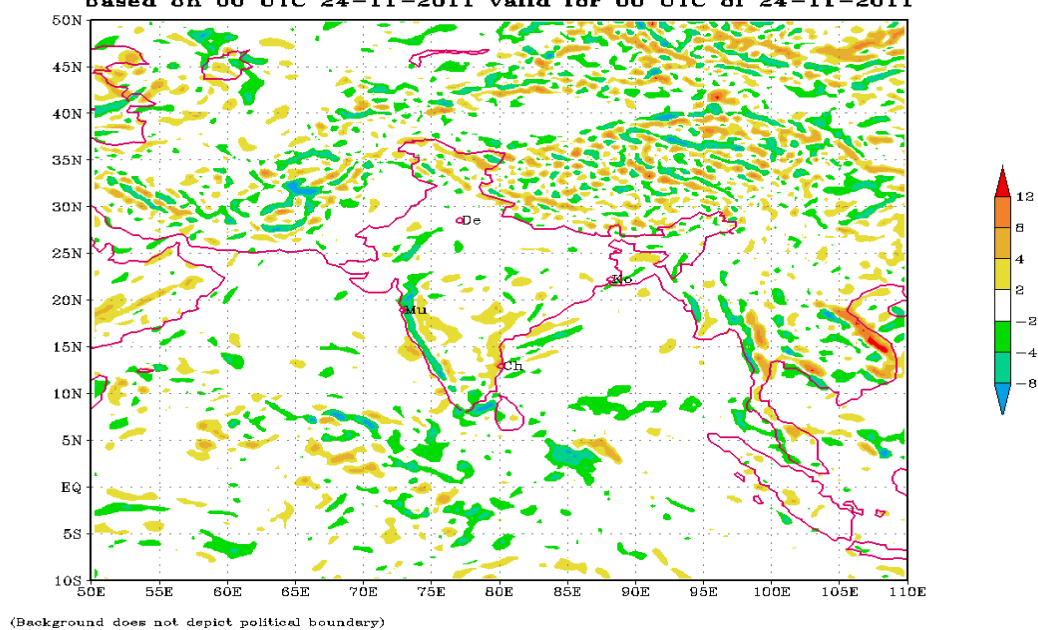 Based on 00 UTC 24-11-2011 valid for 00 UTC of 24-11-2011
50N
45N
40N
35N
30N
25N
20N
15N
10N
5N
EQ
5S
10S
De
Ko
Mu
Ch
12
8
4
2
-2
-4
-8
50E 55E 60E 65E 70E 75E 80E 85E 90E 95E 100E 105E 110E
(Background does not depict political boundary)